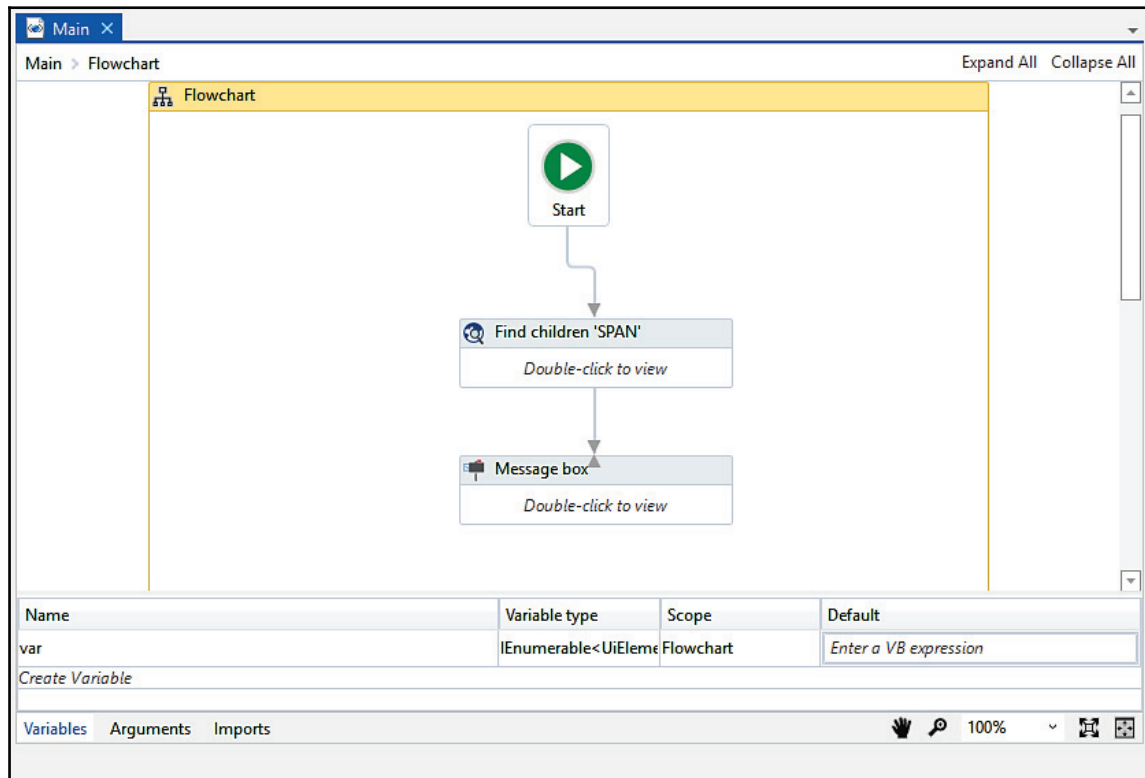 Main
Main > Flowchart Expand All Collapse All
Flowchart
Start
Find children 'SPAN'
Double-click to view
Message box
Double-click to view
Name Variable type Scope Default
var IEnumerable<UiEleme Flowchart Enter a VB expression
Create Variable
Variables Arguments Imports 100%